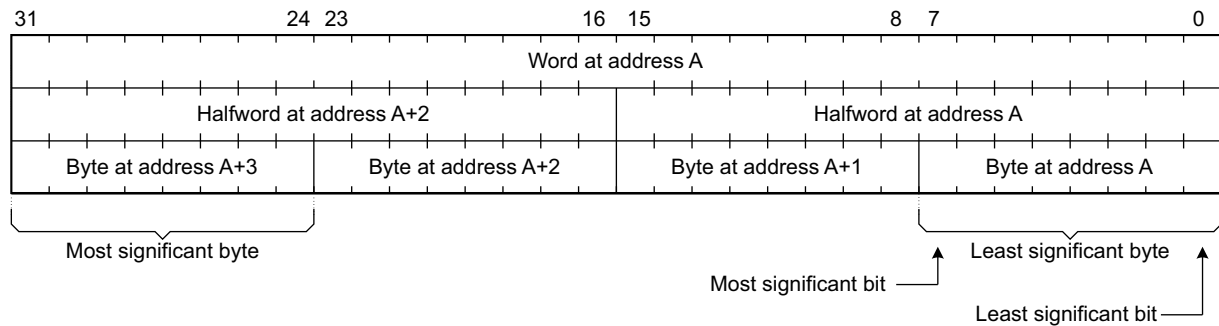 31 24 23 16 15 8 7 0
Word at address A
Halfword at address A+2 Halfword at address A
Byte at address A+3 Byte at address A+2 Byte at address A+1 Byte at address A
Most significant byte Least significant byte
Most significant bit
Least significant bit